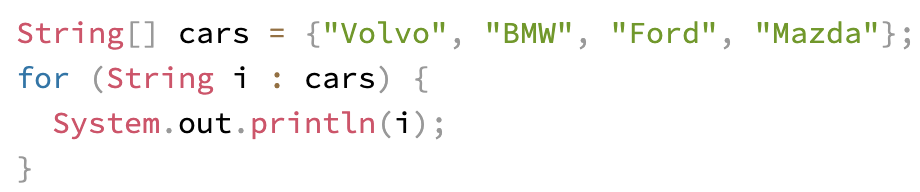 String[] cars = {"Volvo", "BMW", "Ford", "Mazda"};
for (String i : cars) {
  System.out.println(i);
}